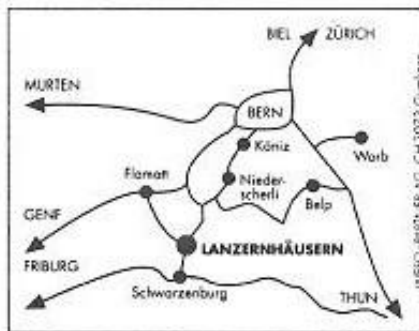 BIEL ZÜRICH
MURTEN
BERN
Köniz
Worb
Flamatt
Nieder-
scherli
Belp
GENF
LANZERNHÄUSERN
FRIBURG
Schwarzenburg
THUN